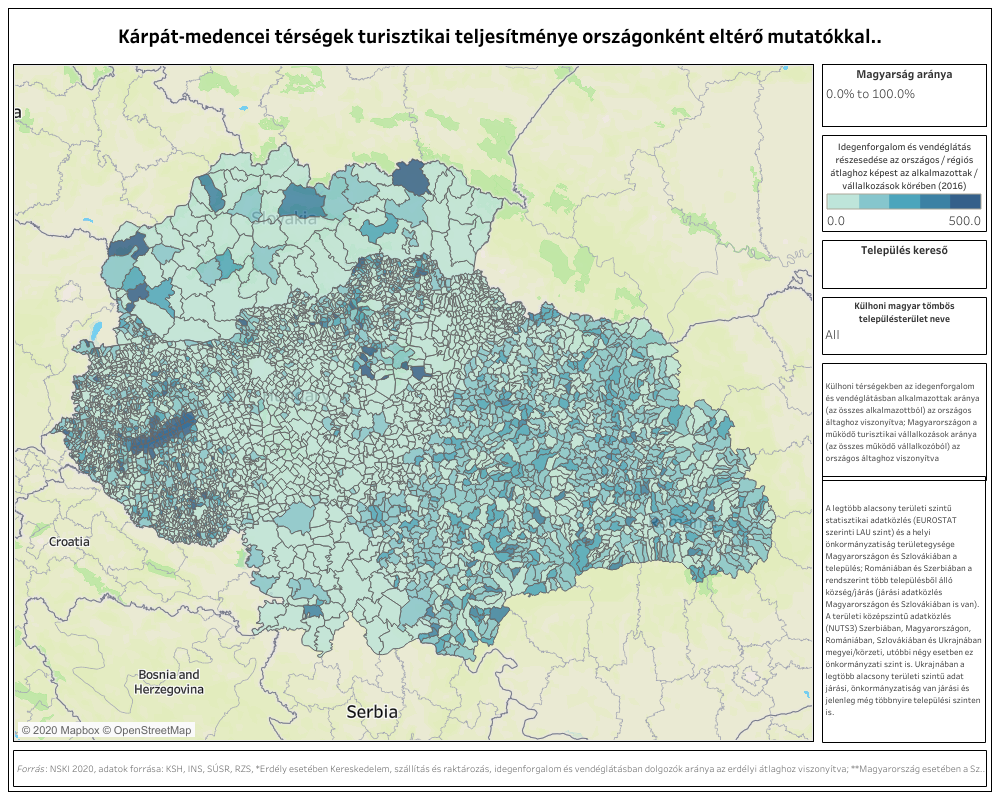 Kárpát-medencei térségek turisztikai teljesítménye országonként eltérő mutatókkal..
a
Slovakia
Croatia
Bosnia and
Herzegovina
Serbia
© 2020 Mapbox © OpenStreetMap
Magyarság aránya
0.0% to 100.0%
Idegenforgalom és vendéglátás
részesedése az országos / régiós
átlaghoz képest az alkalmazottak /
vállalkozások körében (2016)
0.0 500.0
Település kereső
Külhoni magyar tömbös
településterület neve
All
Külhoni térségekben az idegenforgalom
és vendéglátásban alkalmazottak aránya
(az összes alkalmazottból) az országos
áltaghoz viszonyítva; Magyarországon a
működő turisztikai vállalkozások aránya
(az összes működő vállalkozóból) az
országos áltaghoz viszonyítva
A legtöbb alacsony területi szintű
statisztikai adatközlés (EUROSTAT
szerinti LAU szint) és a helyi
önkormányzatiság területegysége
Magyarországon és Szlovákiában a
település; Romániában és Szerbiában a
rendszerint több településből álló
község/járás (járási adatközlés
Magyarországon és Szlovákiában is van).
A területi középszintű adatközlés
(NUTS3) Szerbiában, Magyarországon,
Romániában, Szlovákiában és Ukrajnában
megyei/körzeti, utóbbi négy esetben ez
önkormányzati szint is. Ukrajnában a
legtöbb alacsony területi szintű adat
járási, önkormányzatiság van járási és
jelenleg még többnyire települési szinten
is.
Forrás: NSKI 2020, adatok forrása: KSH, INS, SÚSR, RZS, *Erdély esetében Kereskedelem, szállítás és raktározás, idegenforgalom és vendéglátásban dolgozók aránya az erdélyi átlaghoz viszonyítva; **Magyarország esetében a Sz..